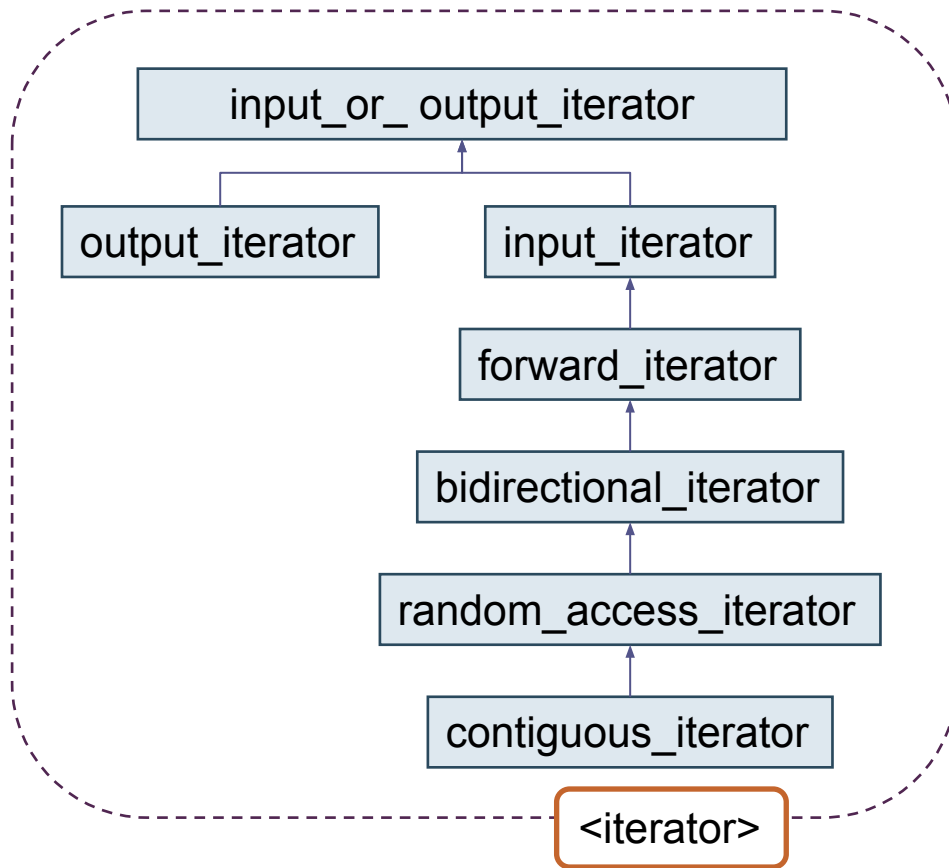 input_or_ output_iterator
output_iterator
input_iterator
forward_iterator
bidirectional_iterator
random_access_iterator
contiguous_iterator
<iterator>